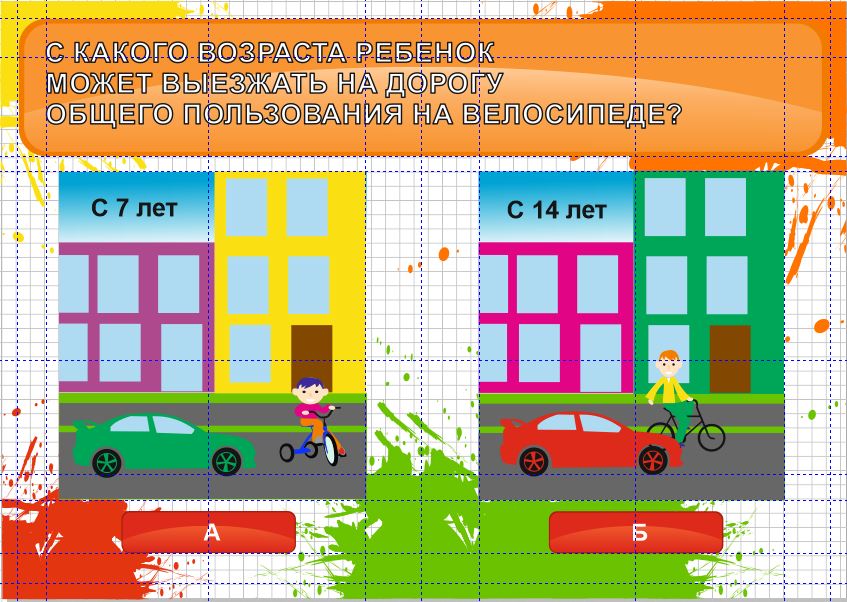 С КАКОГО ВОЗРАСТА РЕБЕНОК
МОЖЕТ ВЫЕЗЖАТЬ НА ДОРОГУ
ОБЩЕГО ПОЛЬЗОВАНИЯ НА ВЕЛОСИПЕДЕ?
С 7 лет
С 14 лет
А
Б